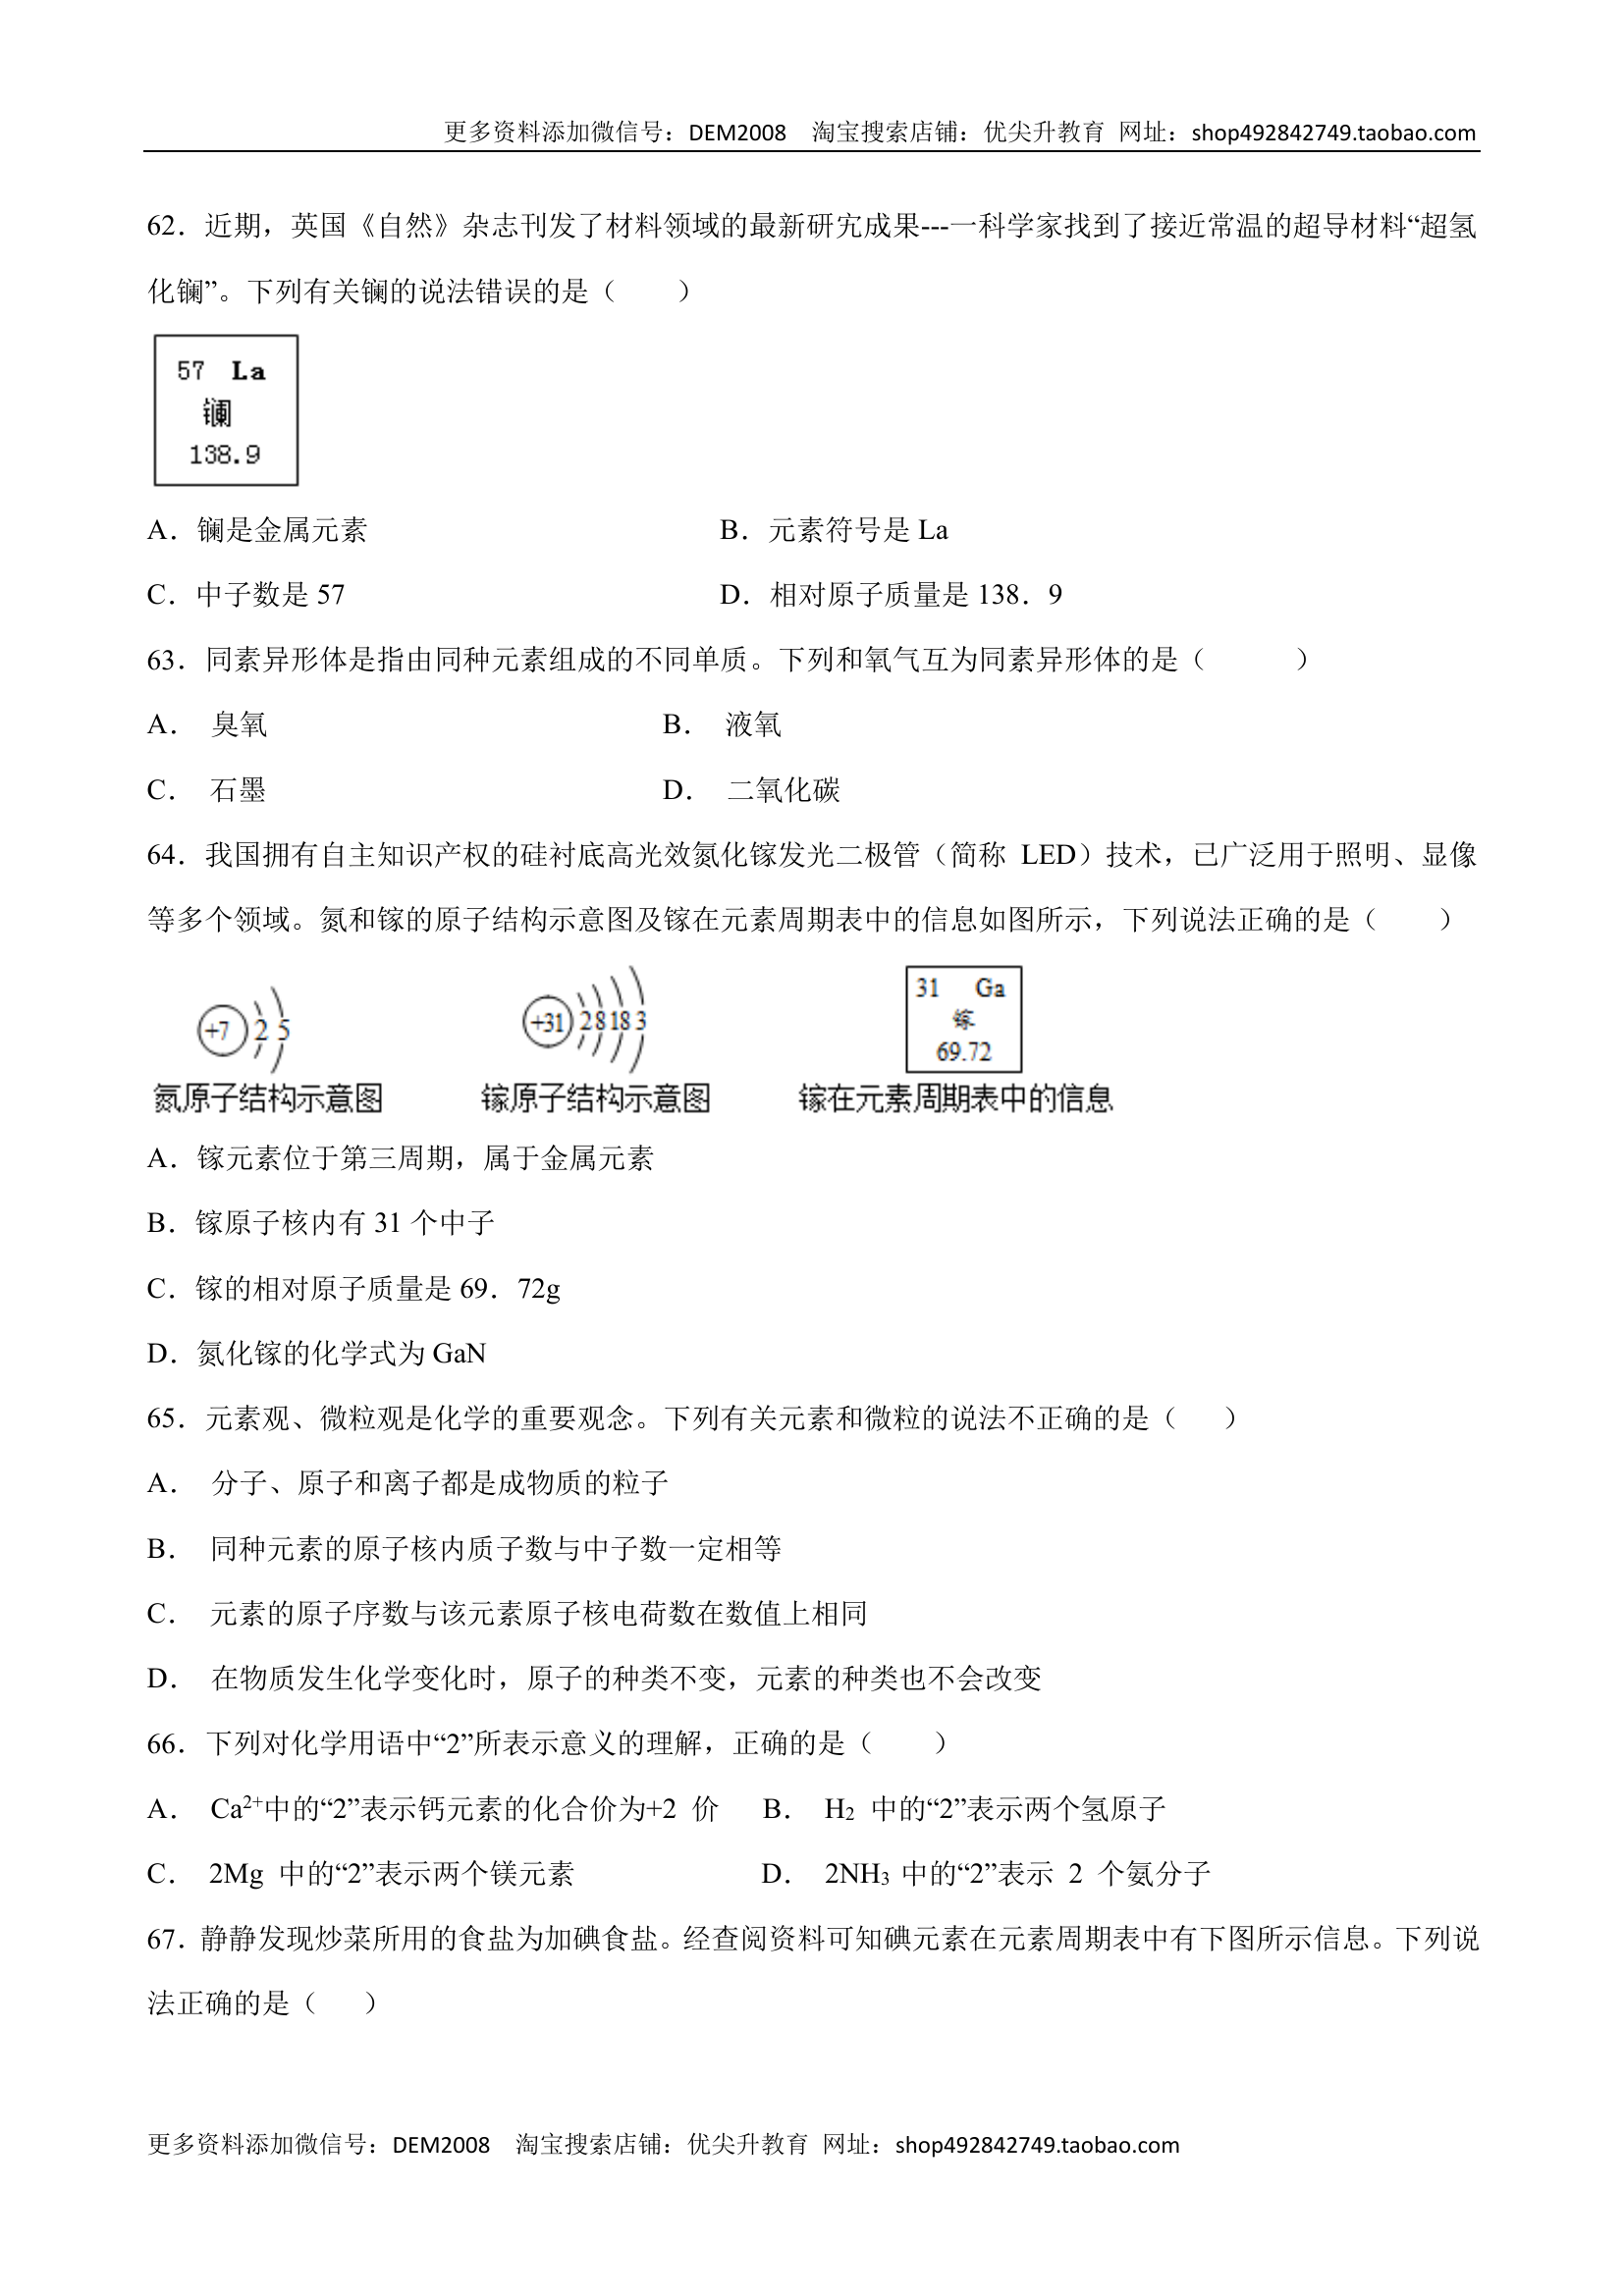 更多资料添加微信号：DEM2008　淘宝搜索店铺：优尖升教育 网址：shop492842749.taobao.com
62．近期，英国《自然》杂志刊发了材料领域的最新研宄成果---一科学家找到了接近常温的超导材料“超氢
化镧”。下列有关镧的说法错误的是（　　）
57 La
镧
138.9
A．镧是金属元素　B．元素符号是 La
C．中子数是 57　D．相对原子质量是 138．9
63．同素异形体是指由同种元素组成的不同单质。下列和氧气互为同素异形体的是（　　　）
A． 臭氧　B． 液氧
C． 石墨　D． 二氧化碳
64．我国拥有自主知识产权的硅衬底高光效氮化镓发光二极管（简称 LED）技术，己广泛用于照明、显像
等多个领域。氮和镓的原子结构示意图及镓在元素周期表中的信息如图所示，下列说法正确的是（　　）
+7 2 5
+31 2 8 18 3
31 Ga
镓
69.72
氮原子结构示意图　镓原子结构示意图　镓在元素周期表中的信息
A．镓元素位于第三周期，属于金属元素
B．镓原子核内有 31 个中子
C．镓的相对原子质量是 69．72g
D．氮化镓的化学式为 GaN
65．元素观、微粒观是化学的重要观念。下列有关元素和微粒的说法不正确的是（　　）
A． 分子、原子和离子都是成物质的粒子
B． 同种元素的原子核内质子数与中子数一定相等
C． 元素的原子序数与该元素原子核电荷数在数值上相同
D． 在物质发生化学变化时，原子的种类不变，元素的种类也不会改变
66．下列对化学用语中“2”所表示意义的理解，正确的是（　　）
A． Ca²⁺中的“2”表示钙元素的化合价为+2 价　B． H₂ 中的“2”表示两个氢原子
C． 2Mg 中的“2”表示两个镁元素　D． 2NH₃ 中的“2”表示 2 个氨分子
67．静静发现炒菜所用的食盐为加碘食盐。经查阅资料可知碘元素在元素周期表中有下图所示信息。下列说
法正确的是（　　）
更多资料添加微信号：DEM2008　淘宝搜索店铺：优尖升教育 网址：shop492842749.taobao.com